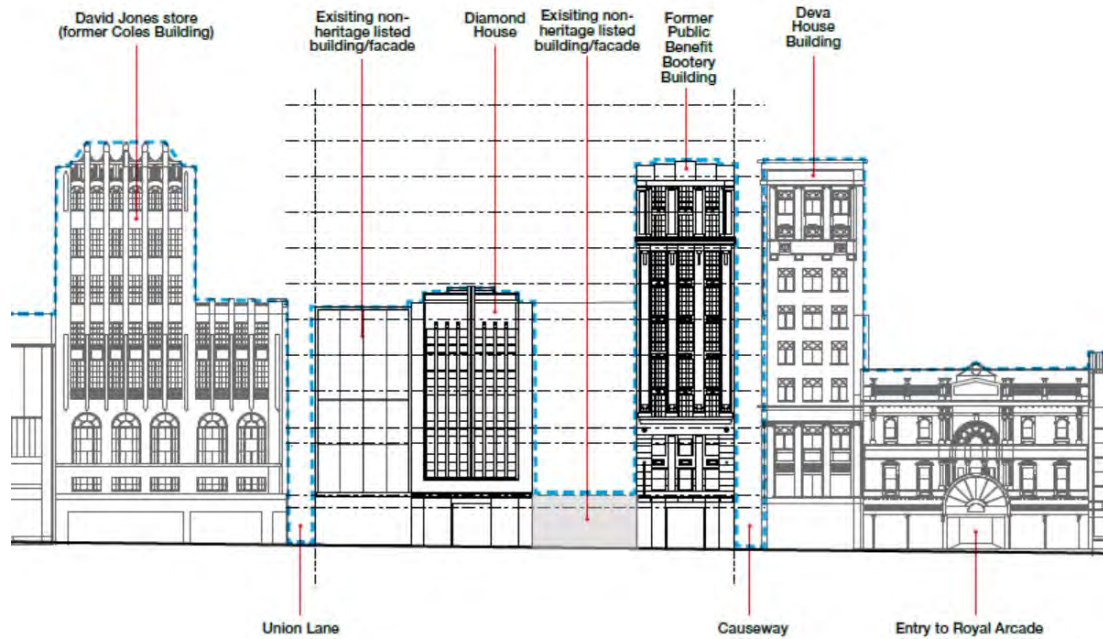 David Jones store
(former Coles Building)
Exisiting non-
heritage listed
building/facade
Diamond
House
Exisiting non-
heritage listed
building/facade
Former
Public
Benefit
Bootery
Building
Deva
House
Building
Union Lane
Causeway
Entry to Royal Arcade